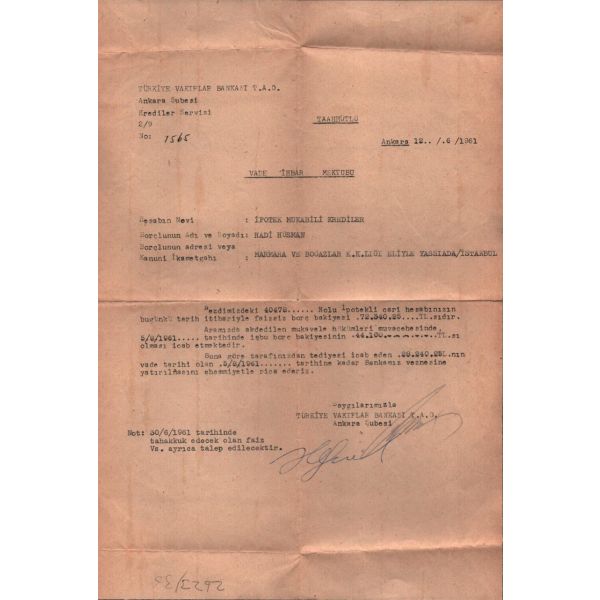 TÜRKİYE VAKIFLAR BANKASI T.A.O.
Ankara Şubesi
Krediler Servisi
2/9
No: 1565
TAAHHÜTLÜ
Ankara 12.. /.6 /1961
VADE İHBAR MEKTUBU
Hesabın Nevi : İPOTEK MUKABİLİ KREDİLER
Borçlunun Adı ve Soyadı: HADİ HÜSMAN
Borçlunun adresi veya
Kanuni İkametgahı : MARMARA VE BOĞAZLAR K.K.LIĞI ELİYLE YASSIADA/İSTANBUL
Nezdimizdeki 40478...... Nolu İpotekli cari hesabınızın
bugünkü tarih itibariyle faizsiz borç bakiyesi .72.340.25....TL.sıdır.
Aramızda akdedilen mukavele hükümleri muvacehesinde,
5/8/1961..... tarihinde işbu borç bakiyesinin .44.100.-.....TL.sı
olması icab etmektedir.
Buna göre tarafınızdan tediyesi icab eden .28.240.25L.nın
vade tarihi olan .5/8/....... tarihine kadar Bankamız veznesine
yatırılmasını ehemmiyetle rica ederiz.
Saygılarımızla
TÜRKİYE VAKIFLAR BANKASI T.A.O.
Ankara Şubesi
Not: 30/6/1961 tarihinde
tahakkuk edecek olan faiz
Vs. ayrıca talep edilecektir.